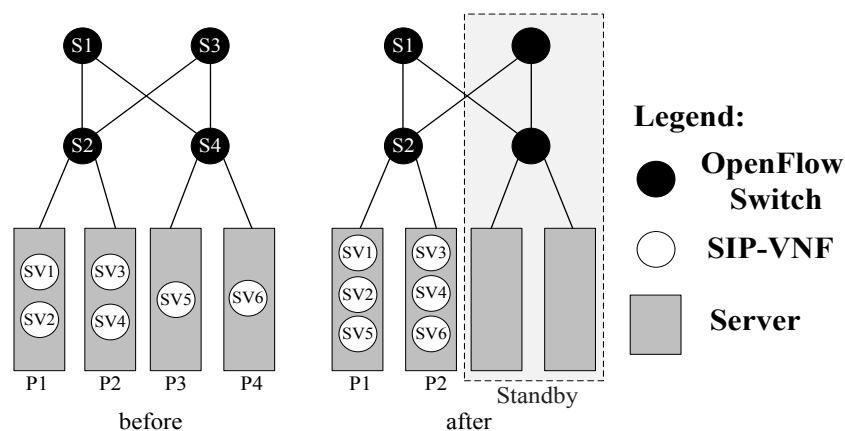 S1
S3
S2
S4
SV1
SV2
SV3
SV4
SV5
SV6
P1
P2
P3
P4
before
S1
S2
SV1
SV2
SV5
SV3
SV4
SV6
P1
P2
Standby
after
Legend:
OpenFlow
Switch
SIP-VNF
Server